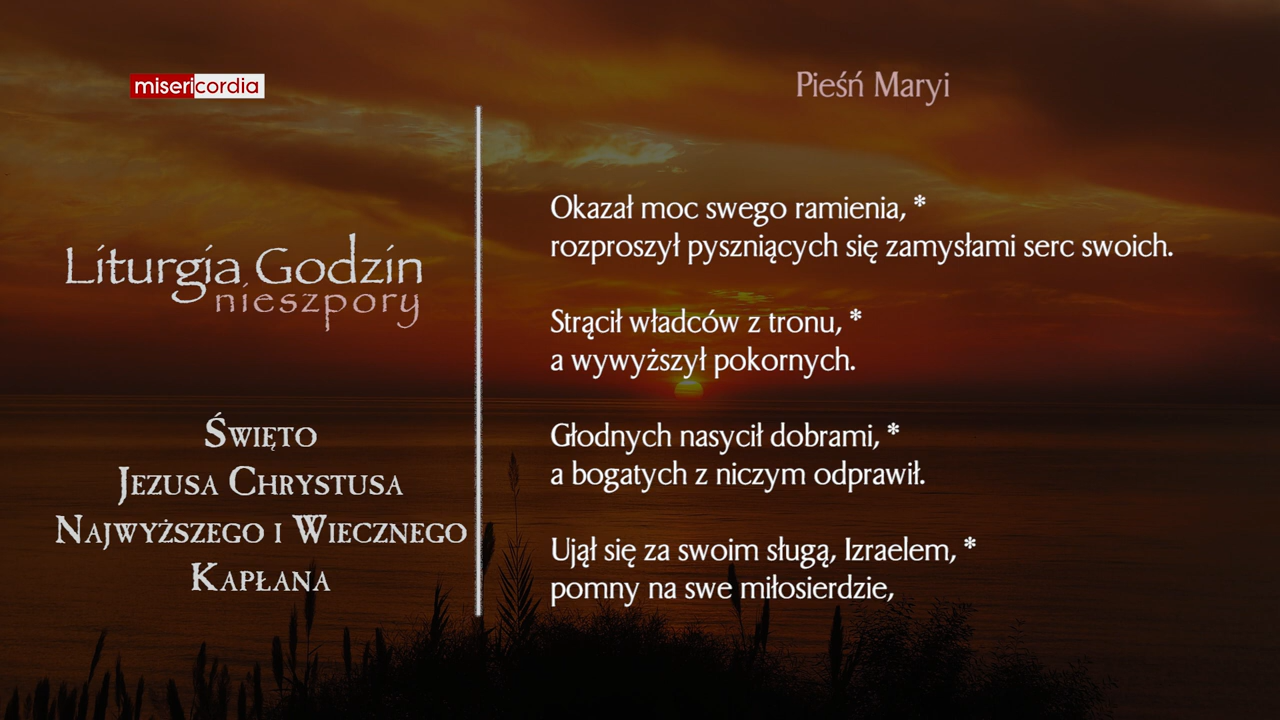 misericordia
Liturgia Godzin
nieszpory
Święto
Jezusa Chrystusa
Najwyższego i Wiecznego
Kapłana
Pieśń Maryi
Okazał moc swego ramienia, *
rozproszył pyszniących się zamysłami serc swoich.
Strącił władców z tronu, *
a wywyższył pokornych.
Głodnych nasycił dobrami, *
a bogatych z niczym odprawił.
Ujął się za swoim sługą, Izraelem, *
pomny na swe miłosierdzie,